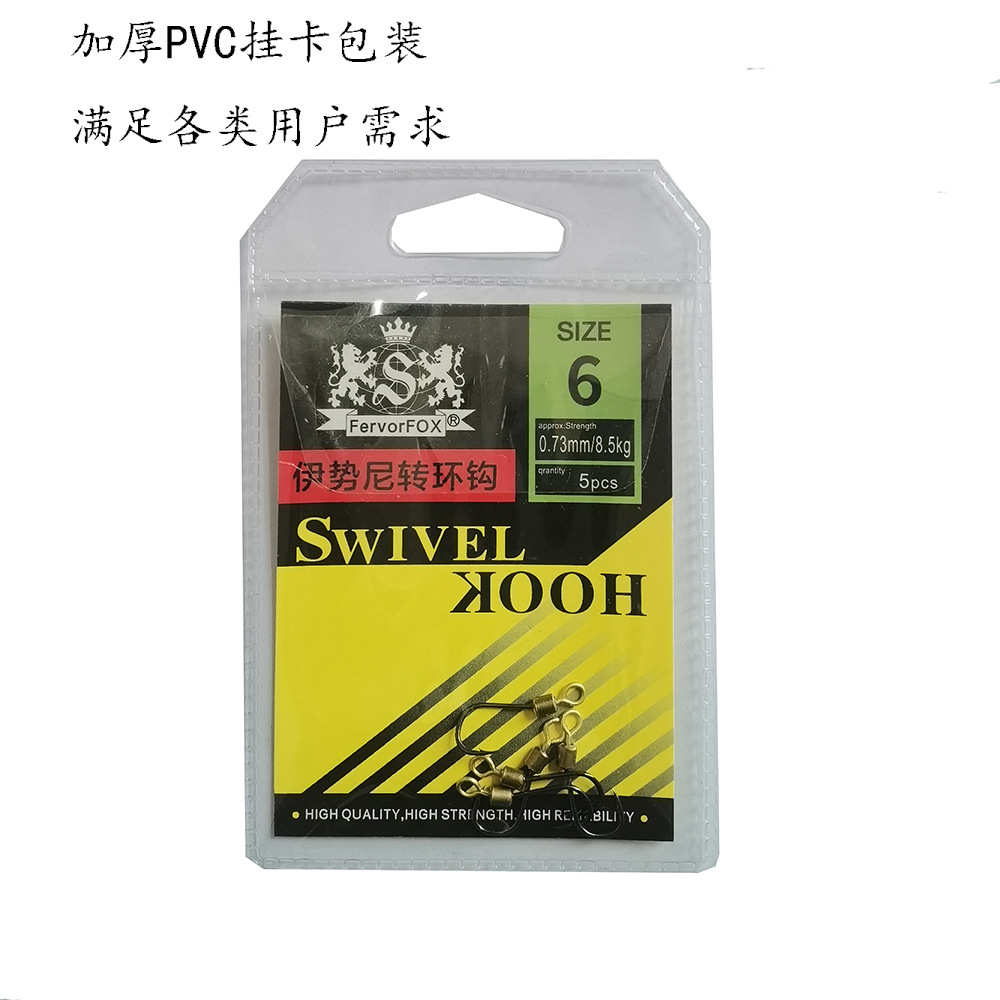 加厚PVC挂卡包装
满足各类用户需求
S
FervorFOX®
SIZE
6
approx:Strength
0.73mm/8.5kg
qrantity
5pcs
伊势尼转环钩
SWIVEL
HOOK
• HIGH QUALITY,HIGH STRENGTH,HIGH RELIABILITY •